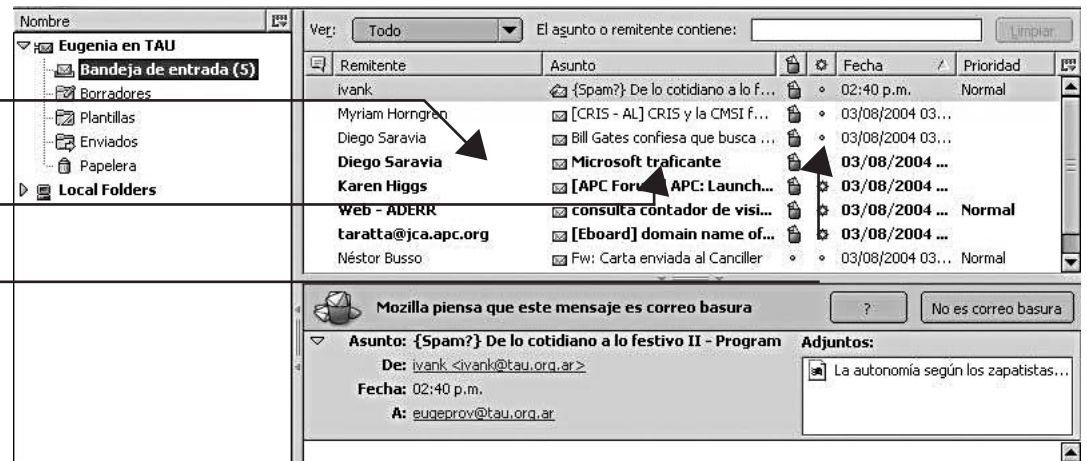 Nombre
Eugenia en TAU
Bandeja de entrada (5)
Borradores
Plantillas
Enviados
Papelera
Local Folders
Ver: Todo El asunto o remitente contiene: Limpiar
Remitente Asunto Fecha Prioridad
ivank {Spam?} De lo cotidiano a lo f... 02:40 p.m. Normal
Myriam Horngren [CRIS - AL] CRIS y la CMSI f... 03/08/2004 03...
Diego Saravia Bill Gates confiesa que busca ... 03/08/2004 03...
Diego Saravia Microsoft traficante 03/08/2004 ...
Karen Higgs [APC APC: Launch... 03/08/2004 ...
Web - ADERR consulta contador de visi... 03/08/2004 ... Normal
taratta@jca.apc.org [Eboard] domain name of... 03/08/2004 ...
Néstor Busso Fw: Carta enviada al Canciller 03/08/2004 03... Normal
Mozilla piensa que este mensaje es correo basura ? No es correo basura
Asunto: {Spam?} De lo cotidiano a lo festivo II - Program Adjuntos:
De: ivank <ivank@tau.org.ar> La autonomía según los zapatistas...
Fecha: 02:40 p.m.
A: eugeprov@tau.org.ar